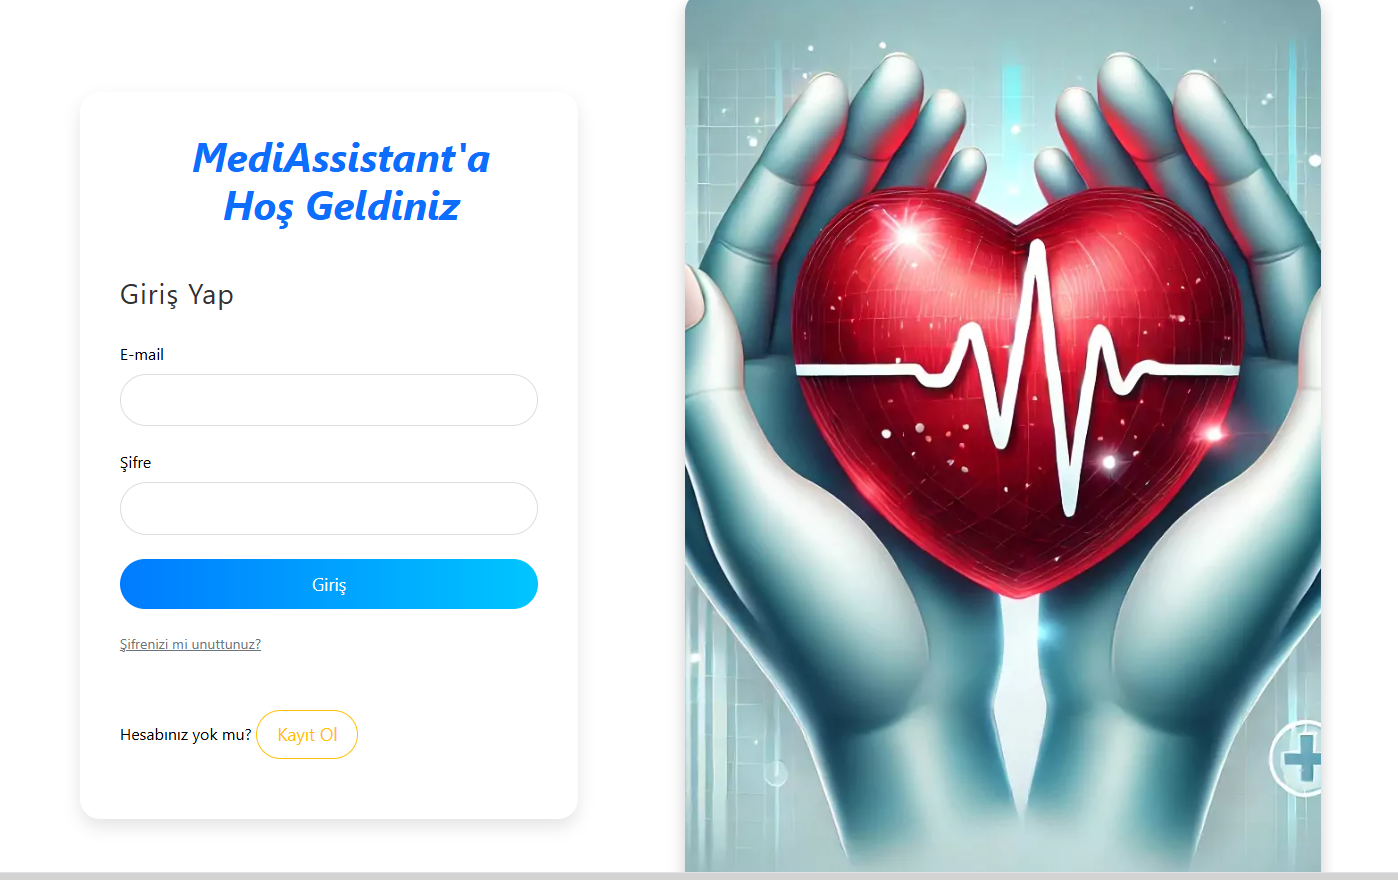 MediAssistant'a
Hoş Geldiniz
Giriş Yap
E-mail
Şifre
Giriş
Şifrenizi mi unuttunuz?
Hesabınız yok mu? Kayıt Ol